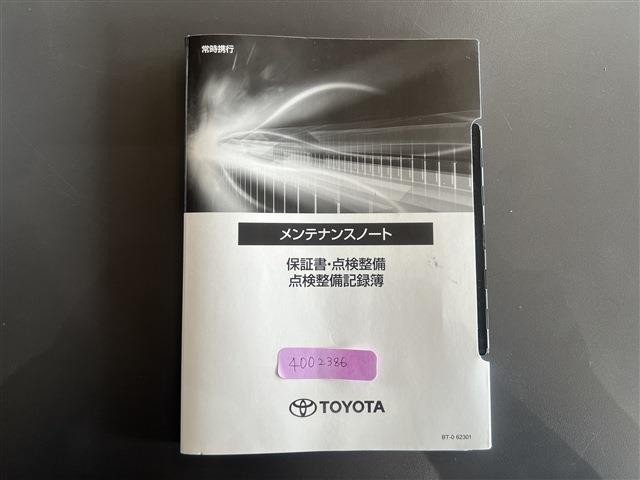 常時携行
メンテナンスノート
保証書・点検整備
点検整備記録簿
4002386
TOYOTA
BT-0 62301